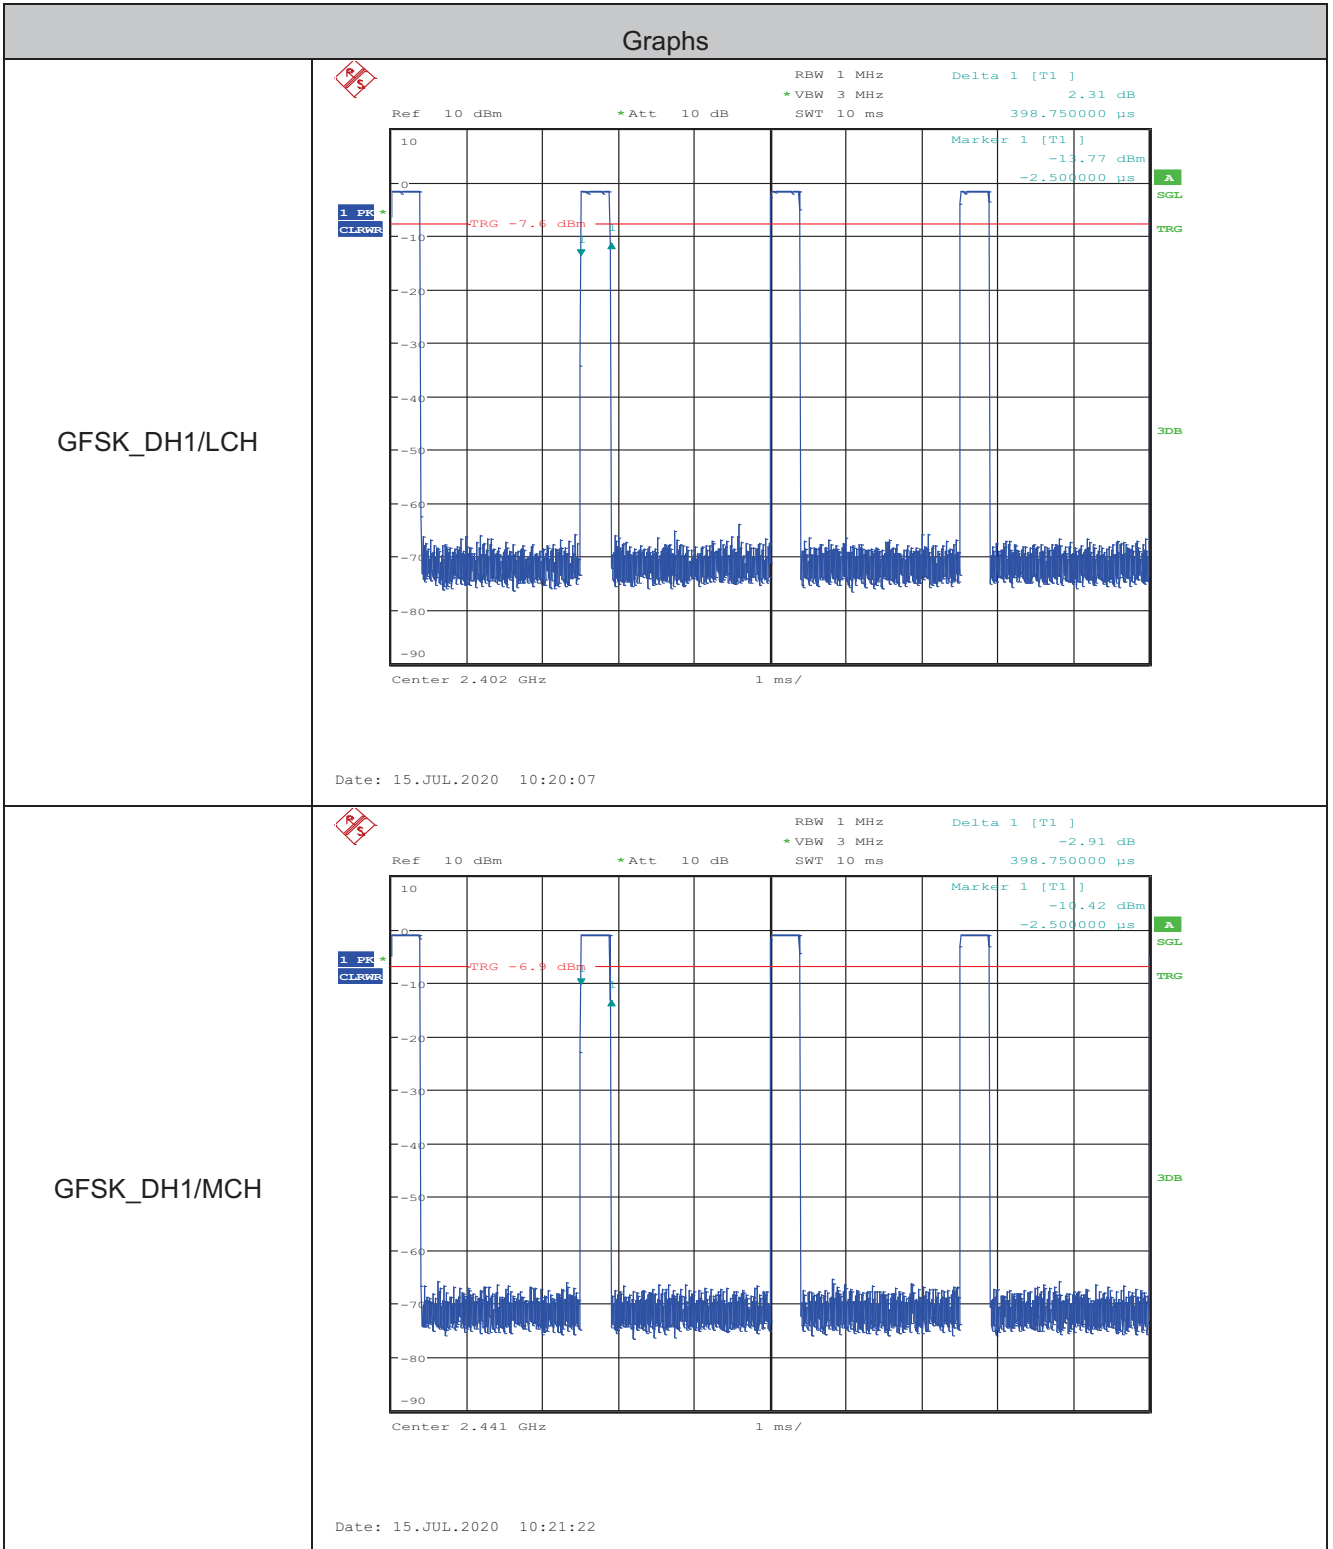 Graphs
GFSK_DH1/LCH
R S
RBW 1 MHz
Delta 1 [T1 ]
* VBW 3 MHz
2.31 dB
Ref 10 dBm
* Att 10 dB
SWT 10 ms
398.750000 µs
10
Marker 1 [T1 ]
-13.77 dBm
-2.500000 µs
A
SGL
0
1 PK *
CLRWR
TRG -7.6 dBm
1
TRG
-10
1
-20
-30
-40
3DB
-50
-60
-70
-80
-90
Center 2.402 GHz
1 ms/
Date: 15.JUL.2020 10:20:07
GFSK_DH1/MCH
R S
RBW 1 MHz
Delta 1 [T1 ]
* VBW 3 MHz
-2.91 dB
Ref 10 dBm
* Att 10 dB
SWT 10 ms
398.750000 µs
10
Marker 1 [T1 ]
-10.42 dBm
-2.500000 µs
A
SGL
0
1 PK *
CLRWR
TRG -6.9 dBm
TRG
-10
1
-20
-30
-40
3DB
-50
-60
-70
-80
-90
Center 2.441 GHz
1 ms/
Date: 15.JUL.2020 10:21:22